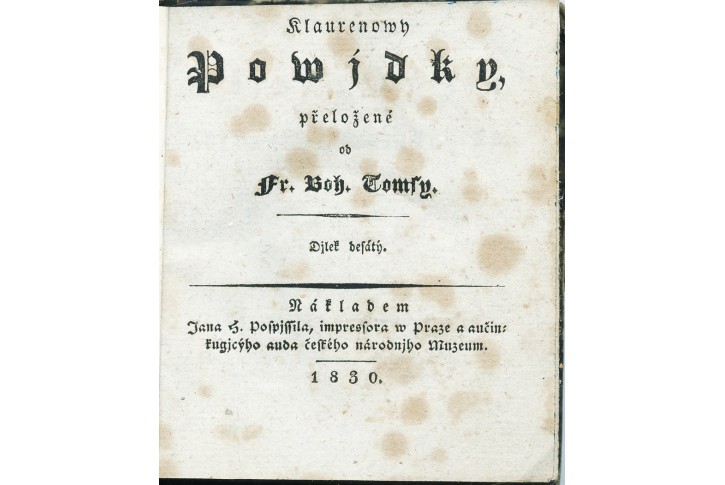 Klaurenowy
Powjdky,
přeložené
od
Fr. Boh. Tomsy.
Djlek desátý.
Nákladem
Jana H. Pospjssila, impressora w Praze a aučin-
kugjcýho auda českého národnjho Muzeum.
1830.